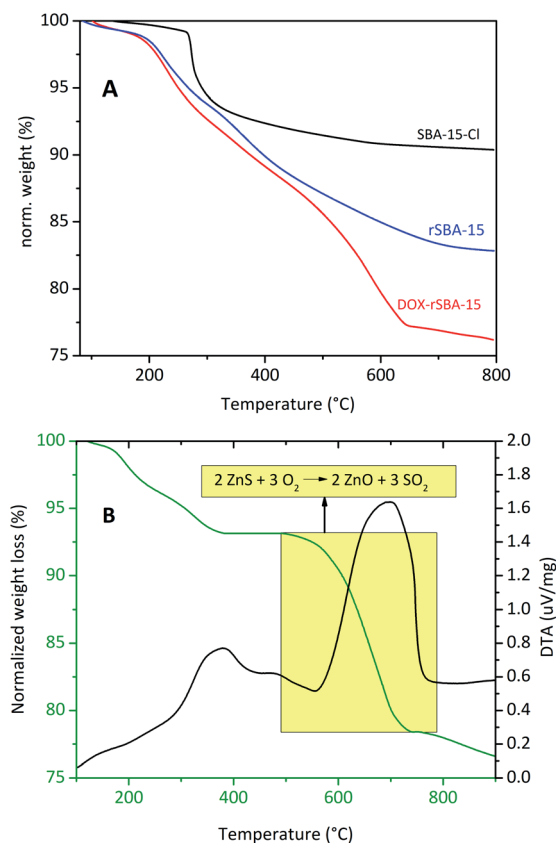 100
95
90
85
80
75
norm. weight (%)
A
SBA-15-Cl
rSBA-15
DOX-rSBA-15
200 400 600 800
Temperature (°C)
100
95
92
85
80
78
75
Normalized weight loss (%)
B
2 ZnS + 3 O₂ → 2 ZnO + 3 SO₂
2.0
1.8
1.6
1.4
1.2
1.0
0.8
0.6
0.4
0.2
0.0
DTA (uV/mg)
200 400 600 800
Temperature (°C)